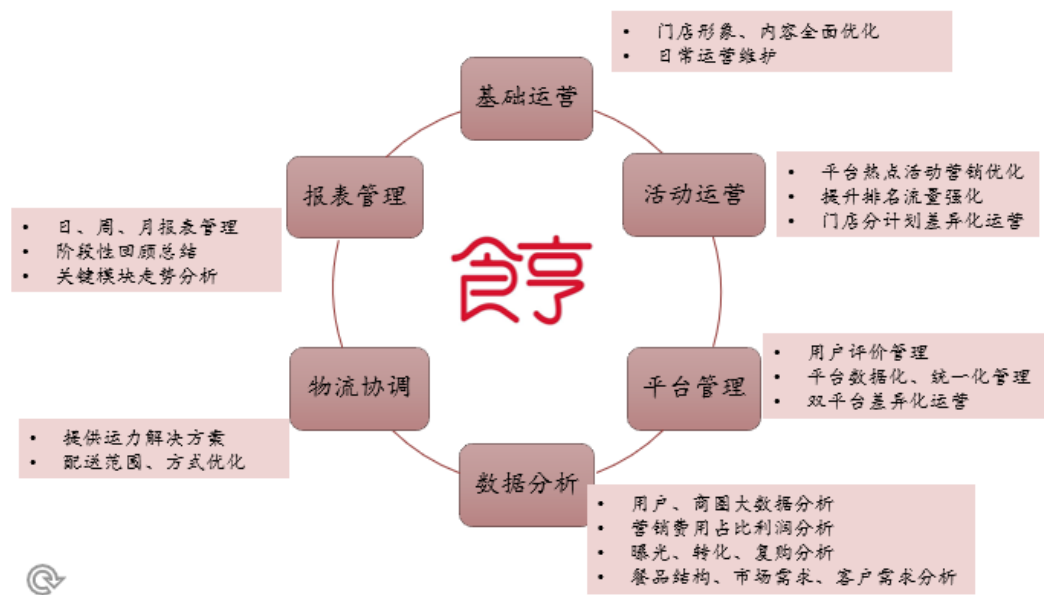 基础运营
• 门店形象、内容全面优化
• 日常运营维护
活动运营
• 平台热点活动营销优化
• 提升排名流量强化
• 门店分计划差异化运营
平台管理
• 用户评价管理
• 平台数据化、统一化管理
• 双平台差异化运营
数据分析
• 用户、商圈大数据分析
• 营销费用占比利润分析
• 曝光、转化、复购分析
• 餐品结构、市场需求、客户需求分析
物流协调
• 提供运力解决方案
• 配送范围、方式优化
报表管理
• 日、周、月报表管理
• 阶段性回顾总结
• 关键模块走势分析
食亨